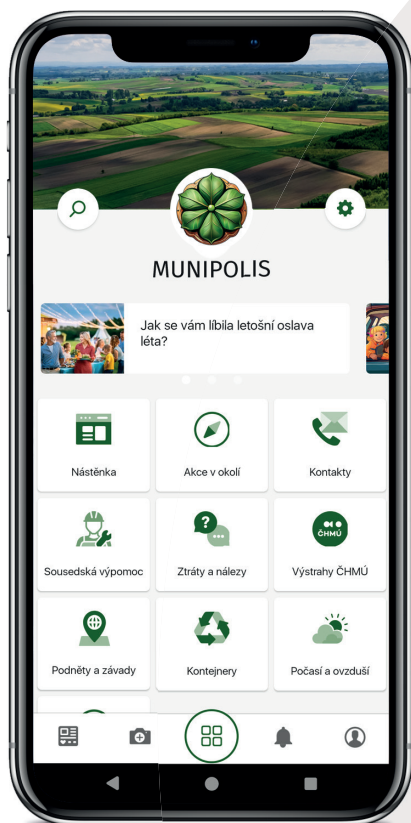 MUNIPOLIS
Jak se vám líbila letošní oslava
léta?
Nástěnka
Akce v okolí
Kontakty
?
ČHMÚ
Sousedská výpomoc
Ztráty a nálezy
Výstrahy ČHMÚ
Podněty a závady
Kontejnery
Počasí a ovzduší